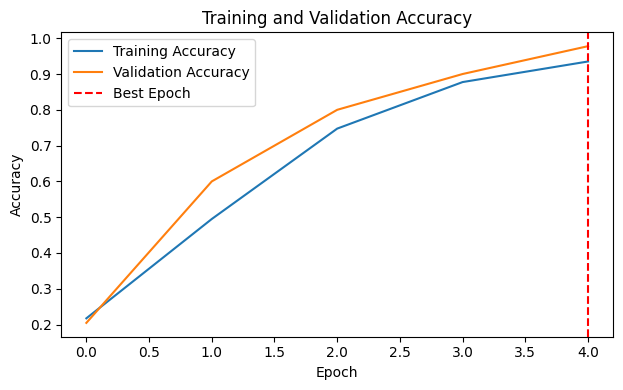 Training and Validation Accuracy
Training Accuracy
Validation Accuracy
Best Epoch
Accuracy
1.0
0.9
0.8
0.7
0.6
0.5
0.4
0.3
0.2
0.0 0.5 1.0 1.5 2.0 2.5 3.0 3.5 4.0
Epoch